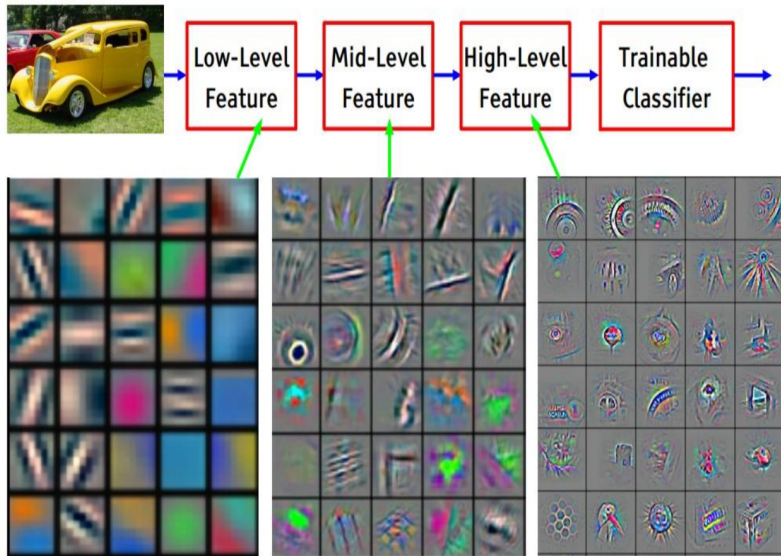 Low-Level
Feature
Mid-Level
Feature
High-Level
Feature
Trainable
Classifier